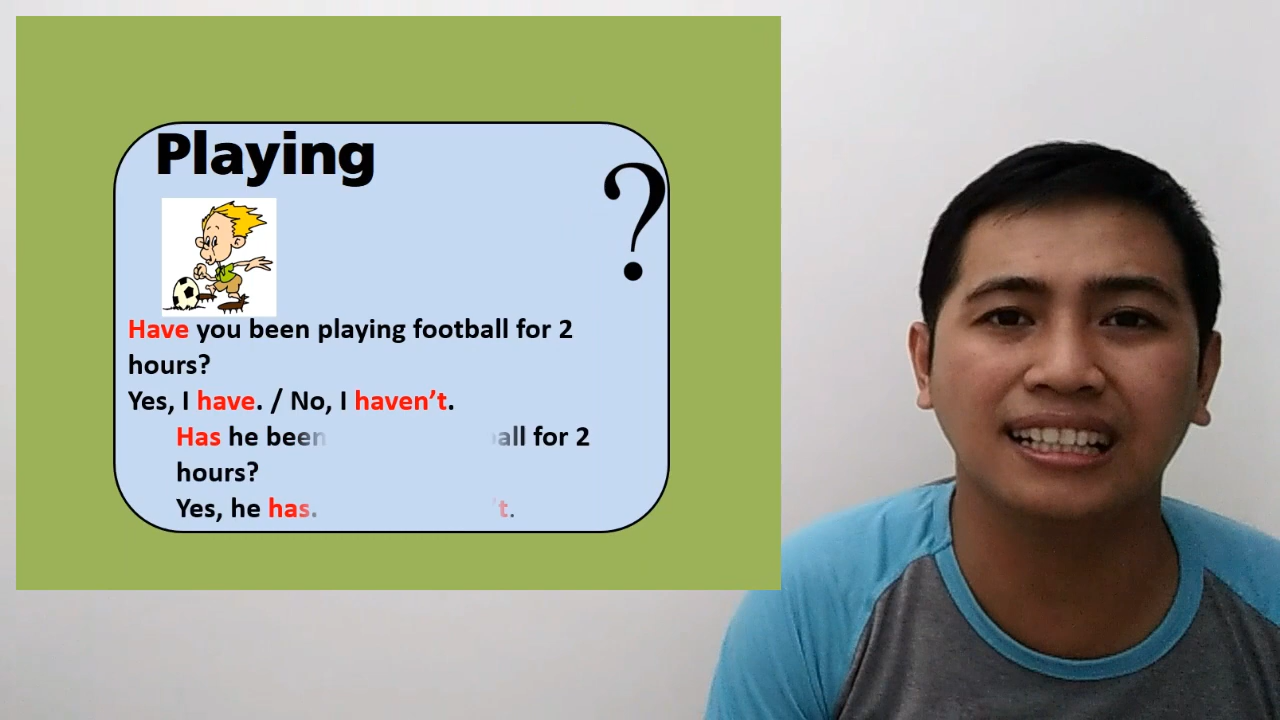 Playing
?
Have you been playing football for 2
hours?
Yes, I have. / No, I haven’t.
Has he been ball for 2
hours?
Yes, he has. 't.